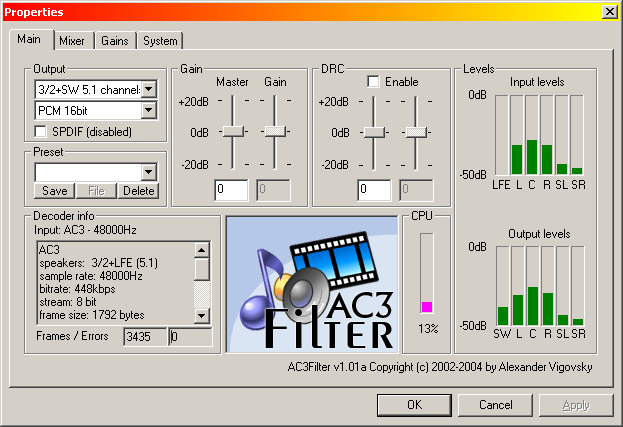 Properties
Main Mixer Gains System
Output
3/2+SW 5.1 channel
PCM 16bit
SPDIF (disabled)
Preset
Save File Delete
Gain
Master Gain
+20dB
0dB
-20dB
0 0
DRC
Enable
+20dB
0dB
-20dB
0 0
Levels
Input levels
0dB
-50dB
LFE L C R SL SR
Output levels
0dB
-50dB
SW L C R SL SR
Decoder info
Input: AC3 - 48000Hz
AC3
speakers: 3/2+LFE (5.1)
sample rate: 48000Hz
bitrate: 448kbps
stream: 8 bit
frame size: 1792 bytes
Frames / Errors 3435 0
AC3
FILTER
CPU
13%
AC3Filter v1.01a Copyright (c) 2002-2004 by Alexander Vigovsky
OK Cancel Apply